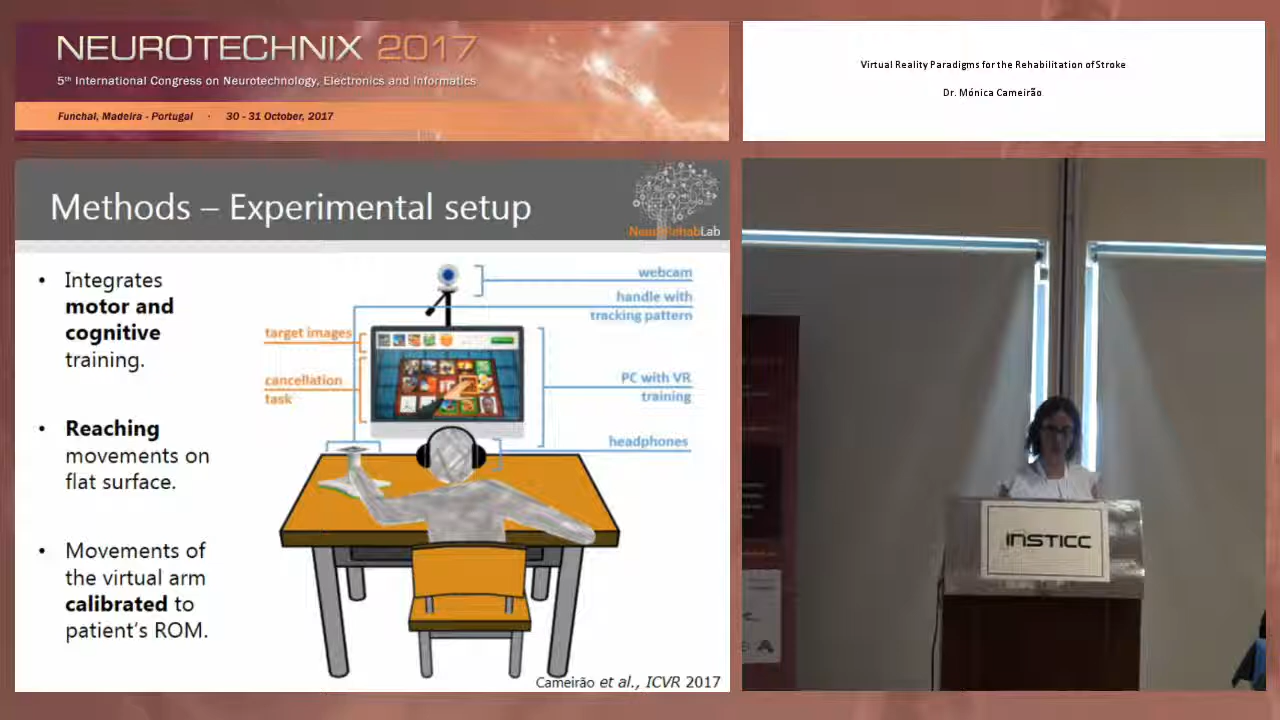 NEUROTECHNIX 2017
5th International Congress on Neurotechnology, Electronics and Informatics
Funchal, Madeira - Portugal · 30 - 31 October, 2017
Virtual Reality Paradigms for the Rehabilitation of Stroke
Dr. Mónica Cameirão
Methods – Experimental setup
NeuroRehabLab
• Integrates
motor and
cognitive
training.
• Reaching
movements on
flat surface.
• Movements of
the virtual arm
calibrated to
patient's ROM.
webcam
handle with
tracking pattern
target images
cancellation
task
PC with VR
training
headphones
Cameirão et al., ICVR 2017
INSTICC